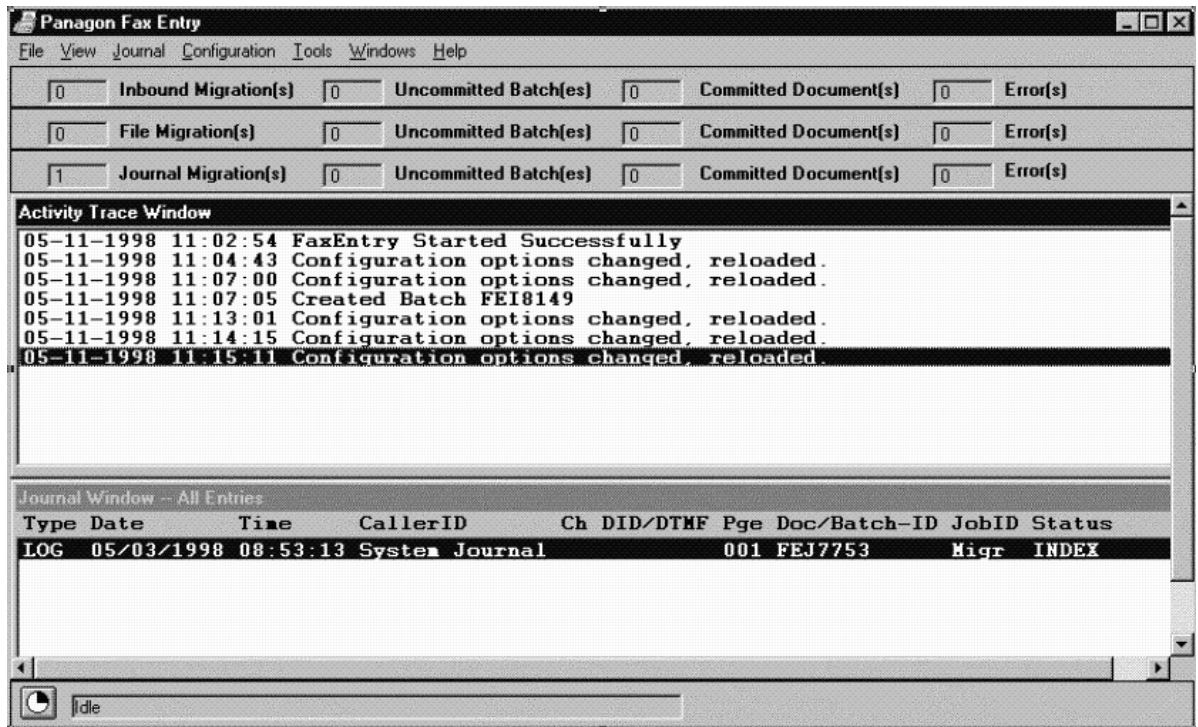 Panagon Fax Entry
File View Journal Configuration Tools Windows Help
0 Inbound Migration(s) 0 Uncommitted Batch(es) 0 Committed Document(s) 0 Error(s)
0 File Migration(s) 0 Uncommitted Batch(es) 0 Committed Document(s) 0 Error(s)
1 Journal Migration(s) 0 Uncommitted Batch(es) 0 Committed Document(s) 0 Error(s)
Activity Trace Window
05-11-1998 11:02:54 FaxEntry Started Successfully
05-11-1998 11:04:43 Configuration options changed, reloaded.
05-11-1998 11:07:00 Configuration options changed, reloaded.
05-11-1998 11:07:05 Created Batch FEI8149
05-11-1998 11:13:01 Configuration options changed, reloaded.
05-11-1998 11:14:15 Configuration options changed, reloaded.
05-11-1998 11:15:11 Configuration options changed, reloaded.
Journal Window -- All Entries
Type Date Time CallerID Ch DID/DTMF Pge Doc/Batch-ID JobID Status
LOG 05/03/1998 08:53:13 System Journal 001 FEJ7753 Migr INDEX
Idle